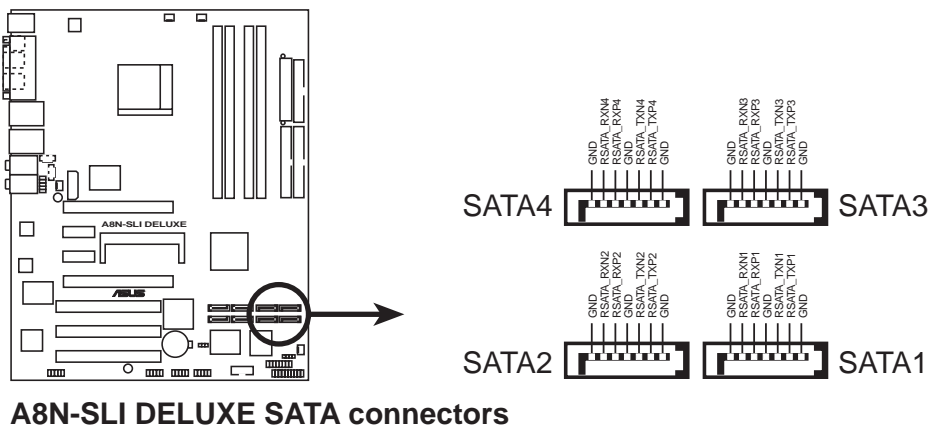 GND
RSATA_RXN4
RSATA_RXP4
GND
RSATA_TXN4
RSATA_TXP4
GND
GND
RSATA_RXN3
RSATA_RXP3
GND
RSATA_TXN3
RSATA_TXP3
GND
SATA4
SATA3
A8N-SLI DELUXE
GND
RSATA_RXN2
RSATA_RXP2
GND
RSATA_TXN2
RSATA_TXP2
GND
GND
RSATA_RXN1
RSATA_RXP1
GND
RSATA_TXN1
RSATA_TXP1
GND
ASUS
SATA2
SATA1
A8N-SLI DELUXE SATA connectors